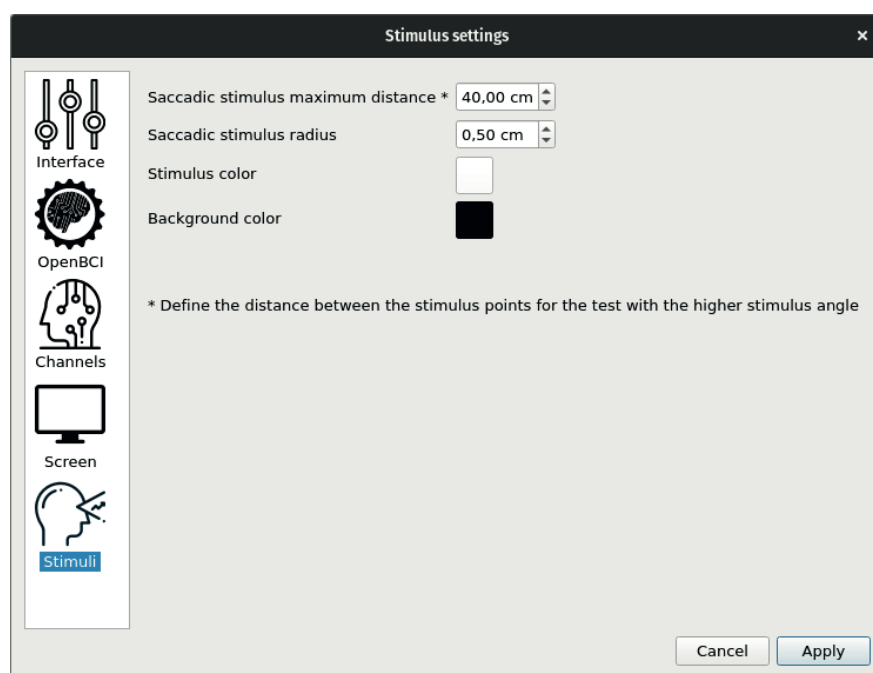 Stimulus settings ×
Interface
OpenBCI
Channels
Screen
Stimuli
Saccadic stimulus maximum distance * 40,00 cm
Saccadic stimulus radius 0,50 cm
Stimulus color
Background color
* Define the distance between the stimulus points for the test with the higher stimulus angle
Cancel Apply